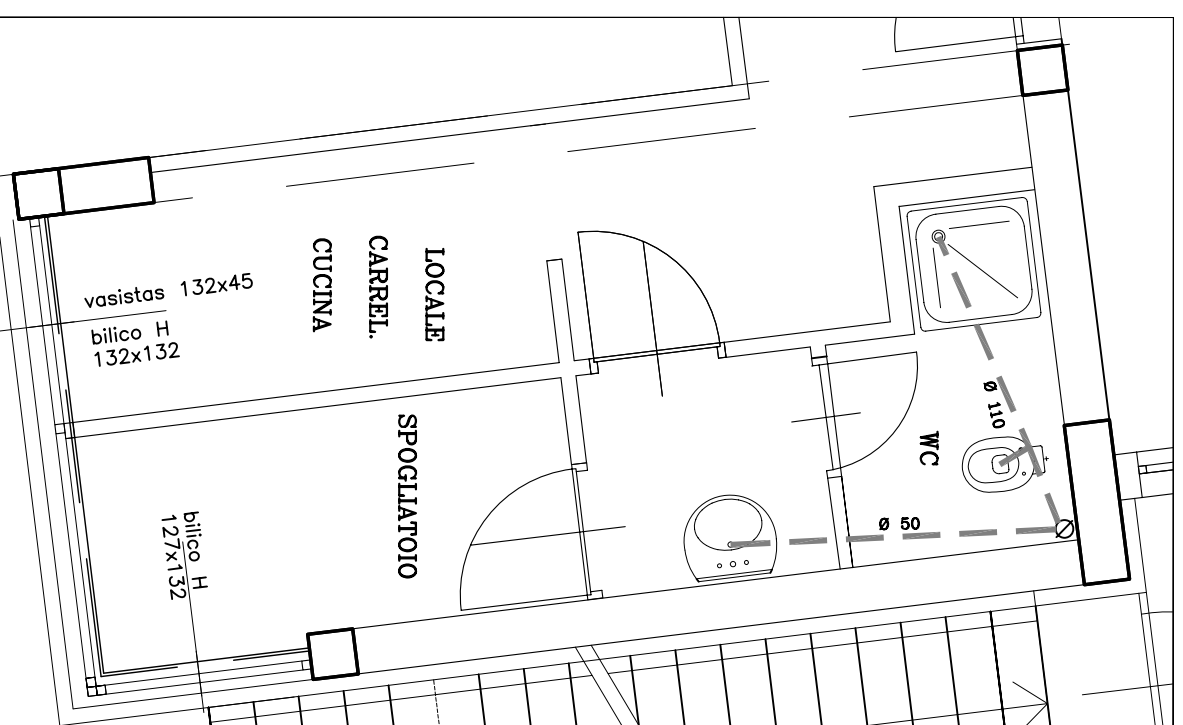 LOCALE
CARREL.
CUCINA
vasistas 132x45
bilico H
132x132
Ø 110
WC
SPOGLIATOIO
bilico H
127x132
Ø 50